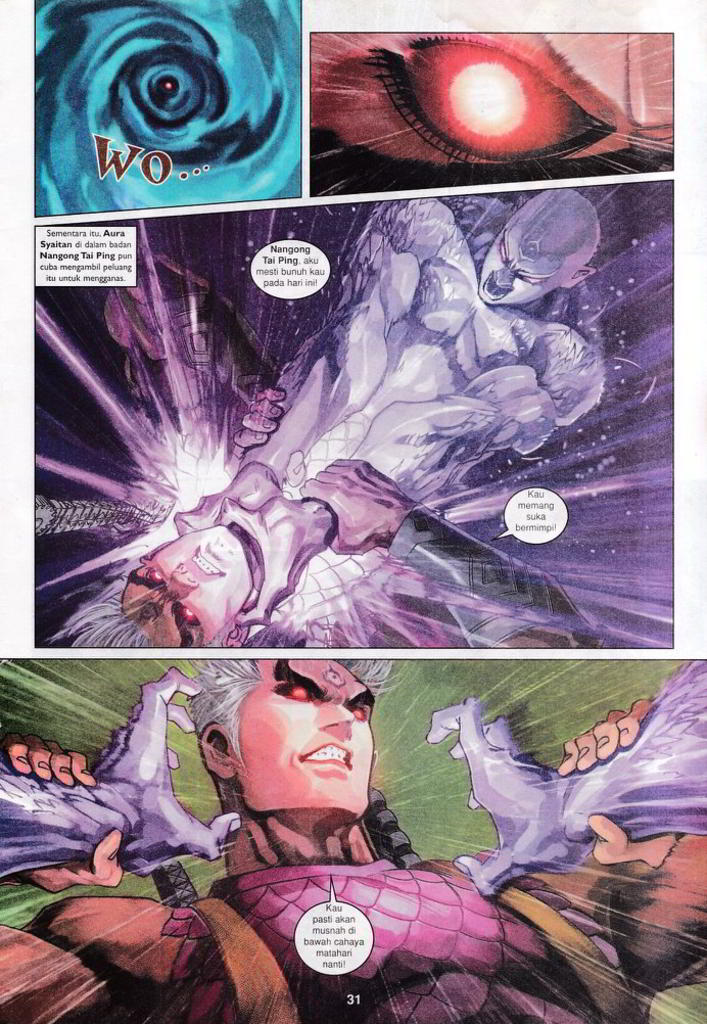 WO...
Sementara itu, Aura
Syaitan di dalam badan
Nangong Tai Ping pun
cuba mengambil peluang
itu untuk mengganas.
Nangong
Tai Ping, aku
mesti bunuh kau
pada hari ini!
Kau
memang
suka
bermimpi!
Kau
pasti akan
musnah di
bawah cahaya
matahari
nanti!
31